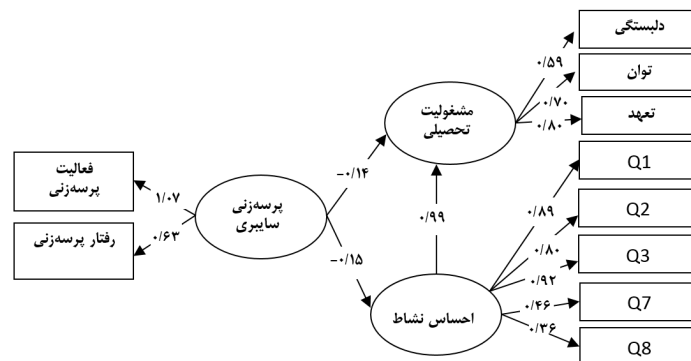 دلبستگی
توان
تعهد
۰/۵۹
۰/۷۰
۰/۸۰
مشغولیت
تحصیلی
Q1
Q2
Q3
Q7
Q8
۰/۸۹
۰/۸۰
۰/۹۲
۰/۴۶
۰/۳۶
فعالیت
پرسه‌زنی
رفتار پرسه‌زنی
۱/۰۷
۰/۶۳
پرسه‌زنی
سایبری
-۰/۱۴
-۰/۱۵
۰/۹۹
احساس نشاط